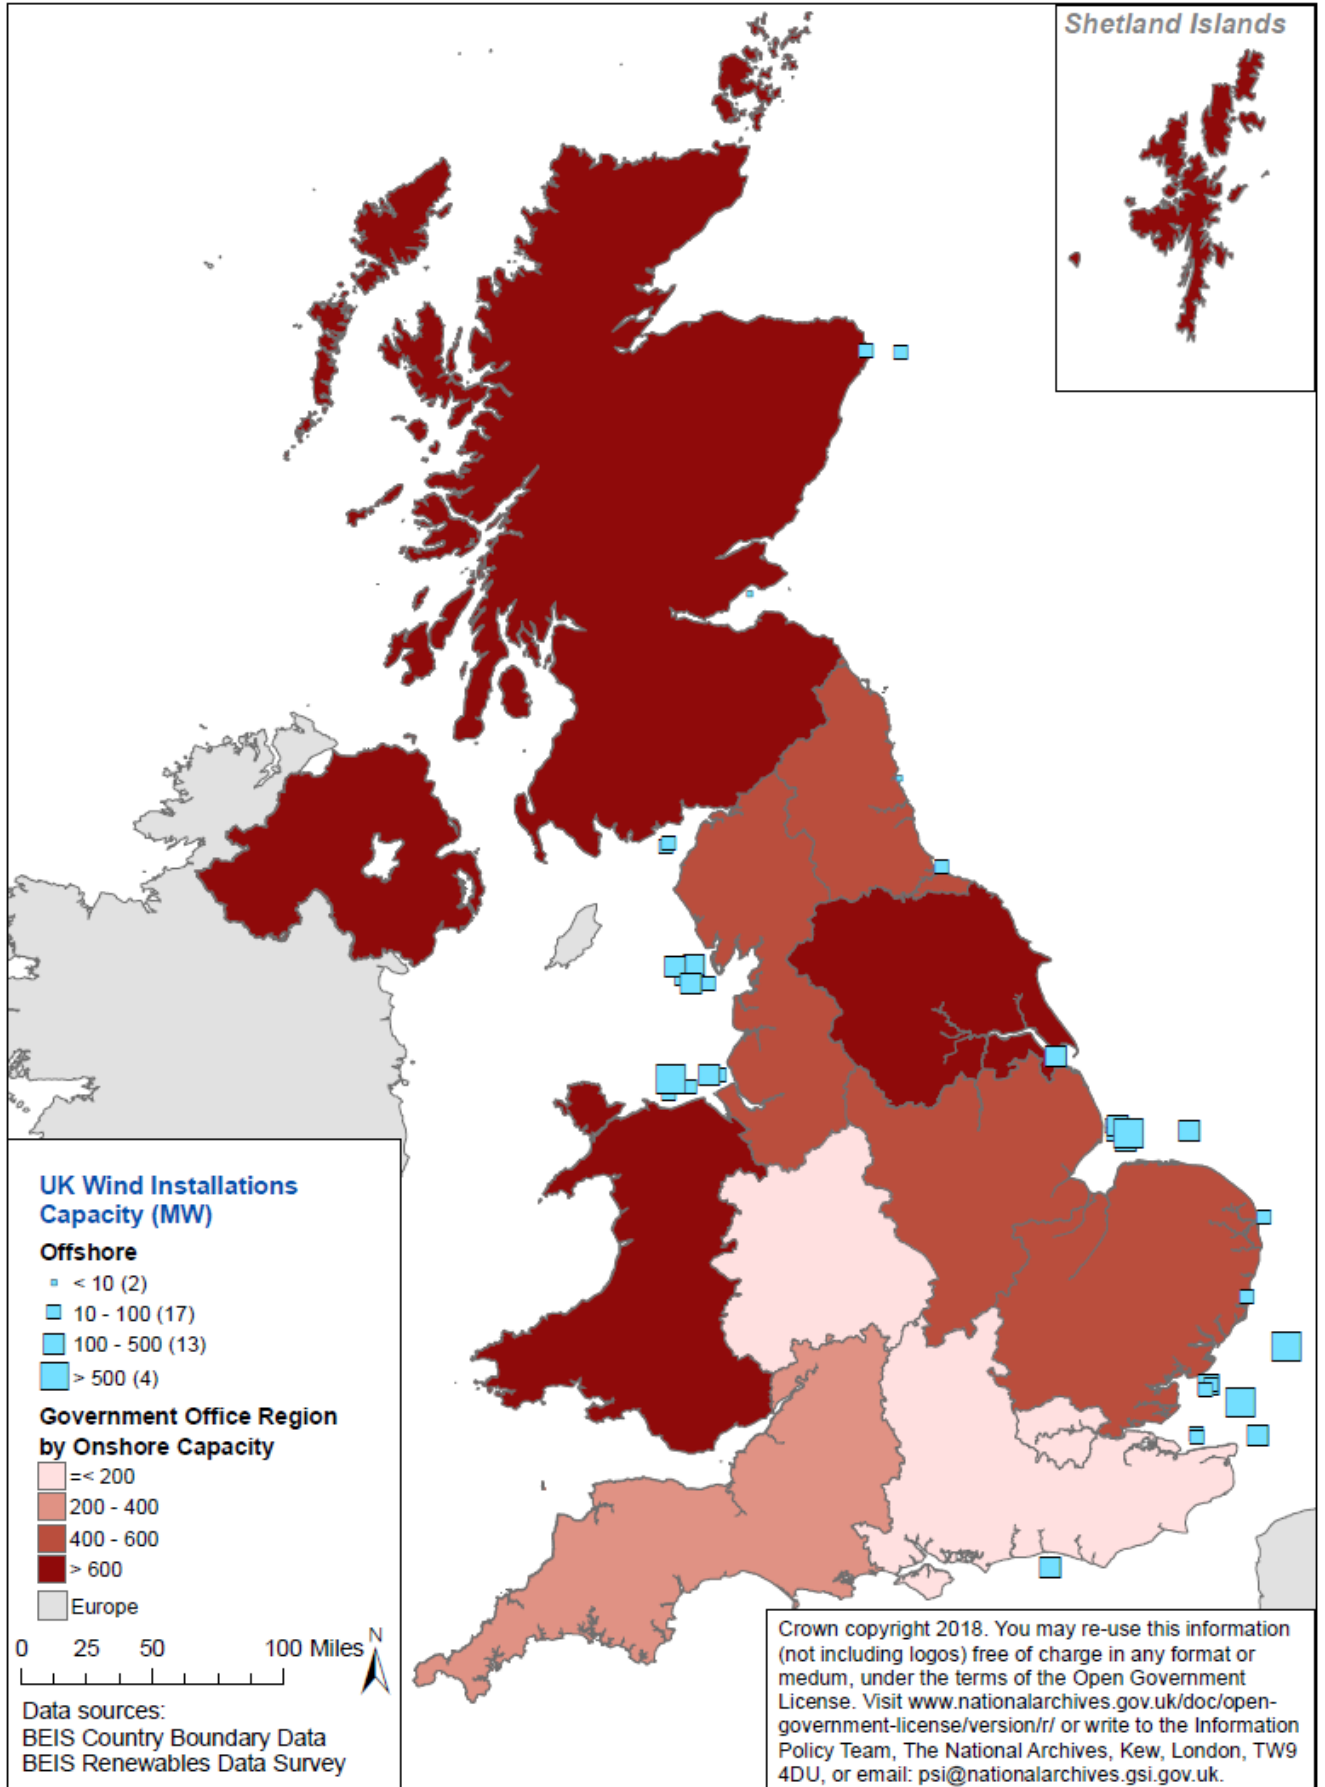 Shetland Islands
UK Wind Installations
Capacity (MW)
Offshore
< 10 (2)
10 - 100 (17)
100 - 500 (13)
> 500 (4)
Government Office Region
by Onshore Capacity
=< 200
200 - 400
400 - 600
> 600
Europe
0 25 50 100 Miles
N
Data sources:
BEIS Country Boundary Data
BEIS Renewables Data Survey
Crown copyright 2018. You may re-use this information
(not including logos) free of charge in any format or
medum, under the terms of the Open Government
License. Visit www.nationalarchives.gov.uk/doc/open-
government-license/version/r/ or write to the Information
Policy Team, The National Archives, Kew, London, TW9
4DU, or email: psi@nationalarchives.gsi.gov.uk.